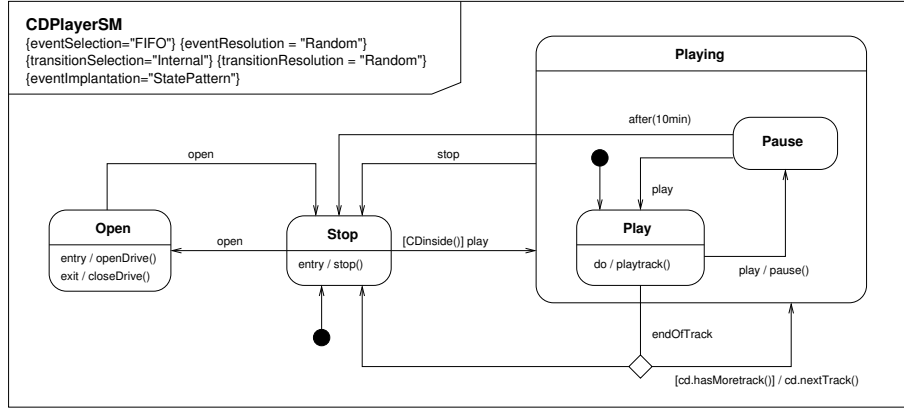 CDPlayerSM
{eventSelection="FIFO"} {eventResolution = "Random"}
{transitionSelection="Internal"} {transitionResolution = "Random"}
{eventImplantation="StatePattern"}
Playing
after(10min)
Pause
open
stop
play
Open
entry / openDrive()
exit / closeDrive()
open
Stop
entry / stop()
[CDinside()] play
Play
do / playtrack()
play / pause()
endOfTrack
[cd.hasMoretrack()] / cd.nextTrack()